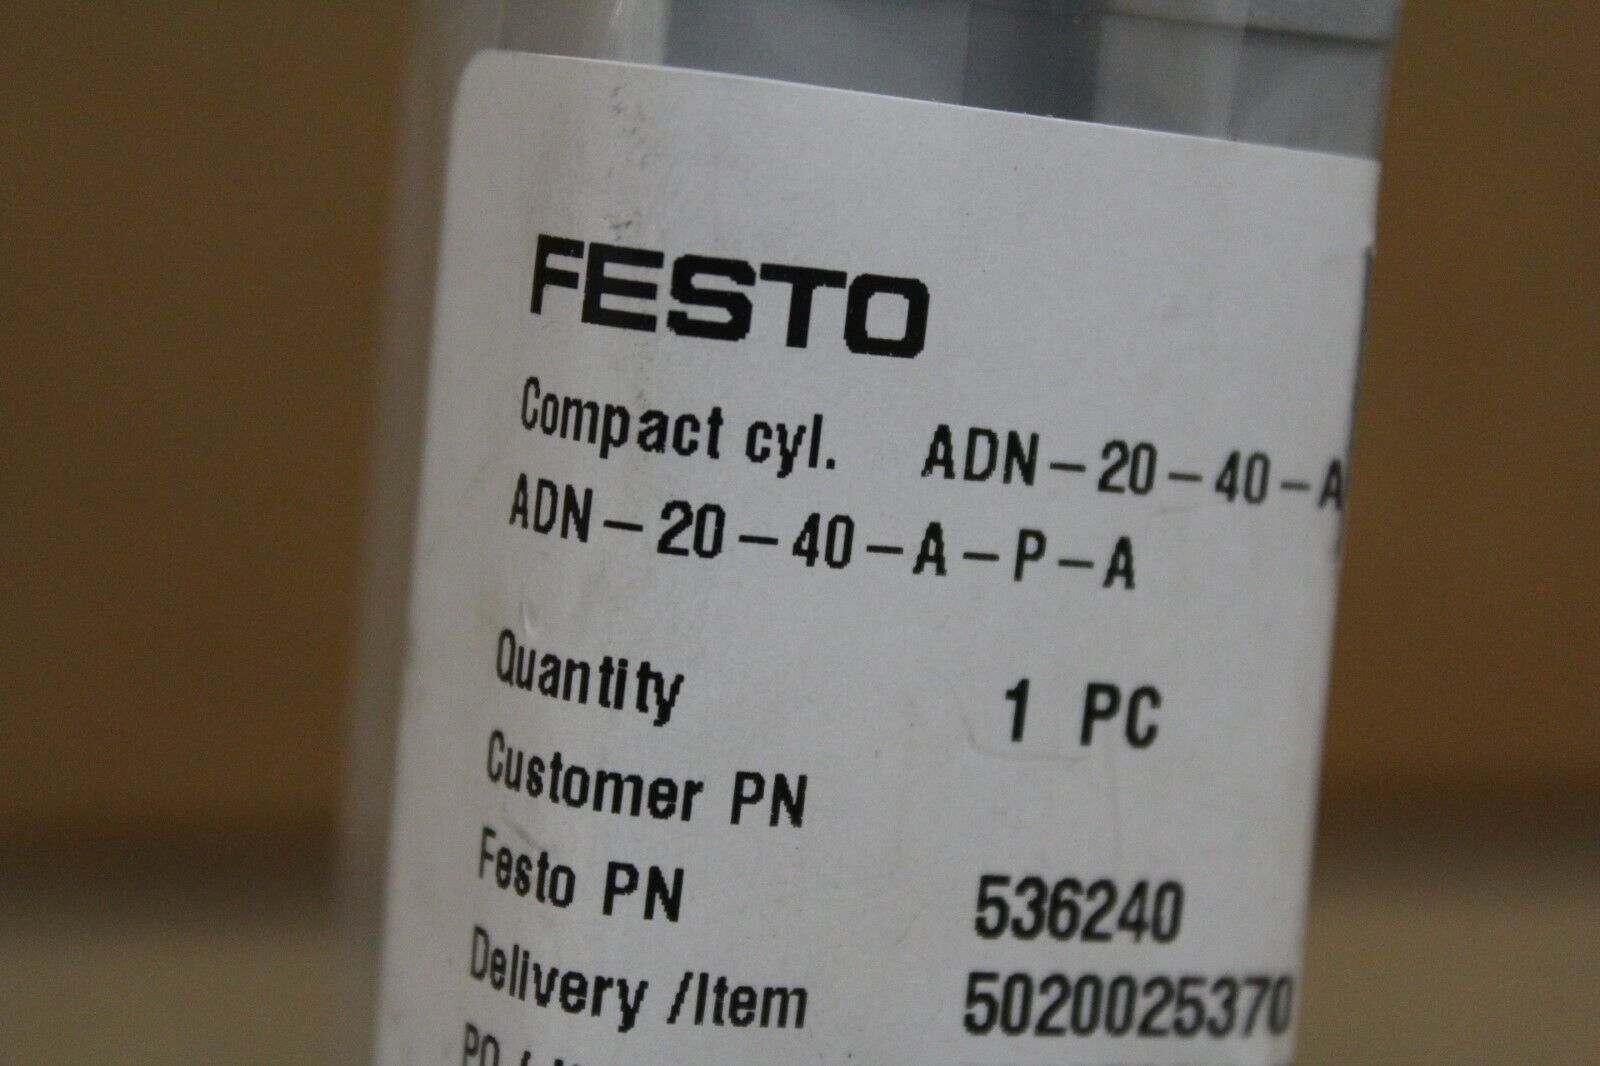 FESTO
Compact cyl. ADN-20-40-A
ADN-20-40-A-P-A
Quantity 1 PC
Customer PN
Festo PN 536240
Delivery /Item 5020025370